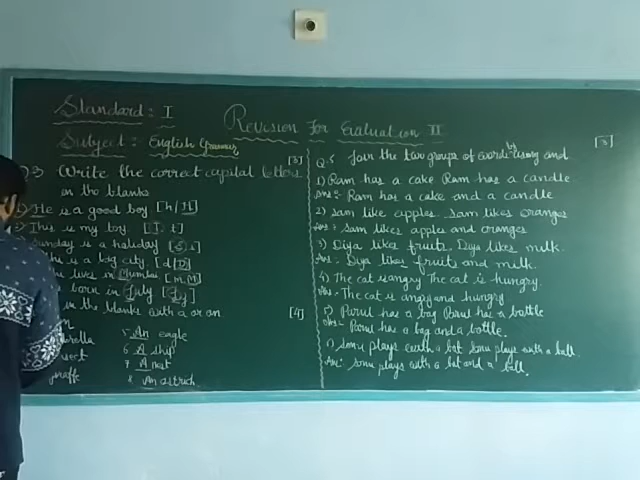 Standard : I
Revision For Evaluation II
Subject : English Grammar
[3]
Write the correct capital letters
in the blanks
1) He is a good boy [h/H]
This is my boy [T. t]
Sunday is a holiday [S. s]
is a big city [d/D]
lives in Mumbai [m, M]
born in July [J j]
in the blanks with a or an [4]
5 An eagle
6 A ship
7 A nest
8 An ostrich
giraffe
Q.5 Join the two groups of words by using and [3]
1) Ram has a cake Ram has a candle
Ans:- Ram has a cake and a candle
2) Sam likes apples. Sam likes oranges
Ans: Sam likes apples and oranges
3) Diya likes fruits, Diya likes milk.
Ans:- Diya likes fruits and milk.
4) The cat is angry The cat is hungry.
Ans:- The cat is angry and hungry
5) Parul has a bag Parul has a bottle
Ans:- Parul has a bag and a bottle.
Sonu plays with a bat Sonu plays with a ball.
Ans: Sonu plays with a bat and a ball.